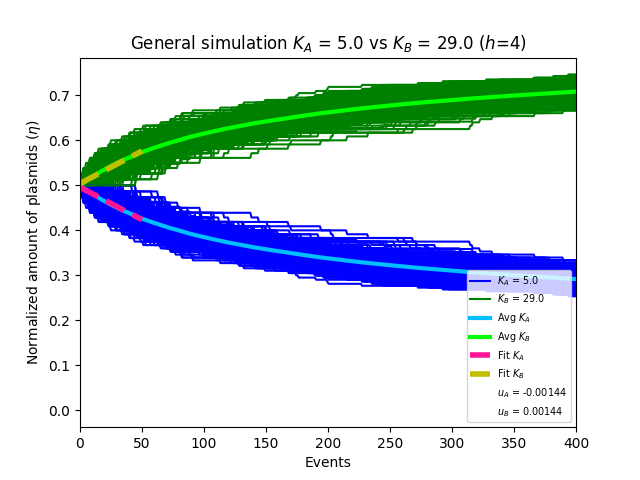 General simulation K_A = 5.0 vs K_B = 29.0 (h=4)
Normalized amount of plasmids (η)
0.7
0.6
0.5
0.4
0.3
0.2
0.1
0.0
K_A = 5.0
K_B = 29.0
Avg K_A
Avg K_B
Fit K_A
Fit K_B
u_A = -0.00144
u_B = 0.00144
0 50 100 150 200 250 300 350 400
Events